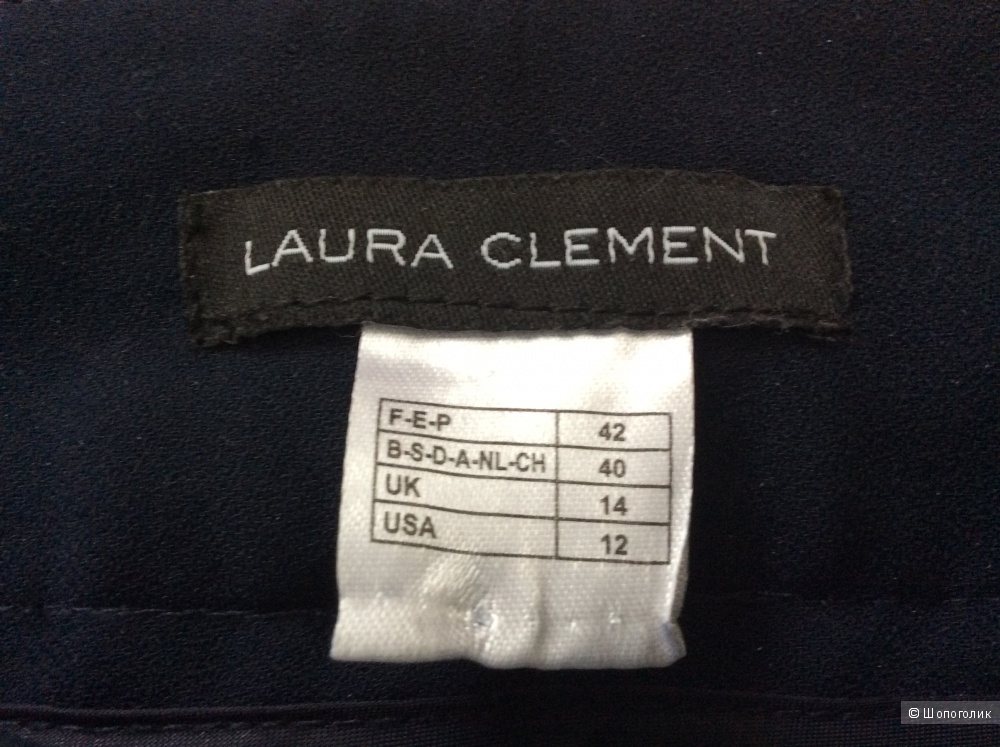 LAURA CLEMENT
F-E-P 42
B-S-D-A-NL-CH 40
UK 14
USA 12
© Шопоголик